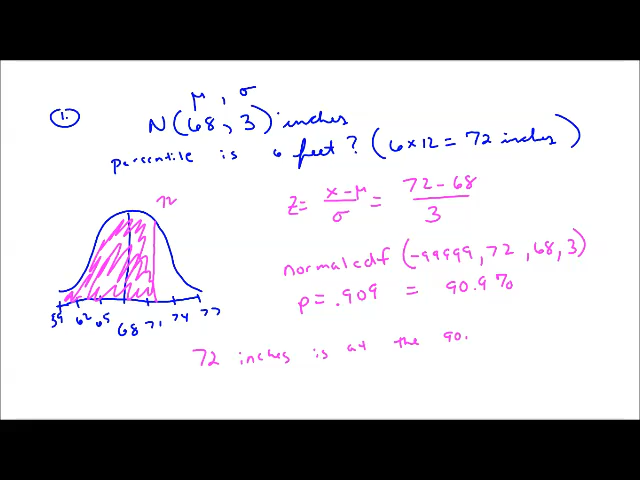 1.
μ , σ
N(68, 3) inches
percentile is 6 feet? (6×12 = 72 inches)
72
z = x-μ/σ = 72-68/3
normalcdf (-99999, 72, 68, 3)
p = .909 = 90.9%
59 62 65 68 71 74 77
72 inches is at the 90.